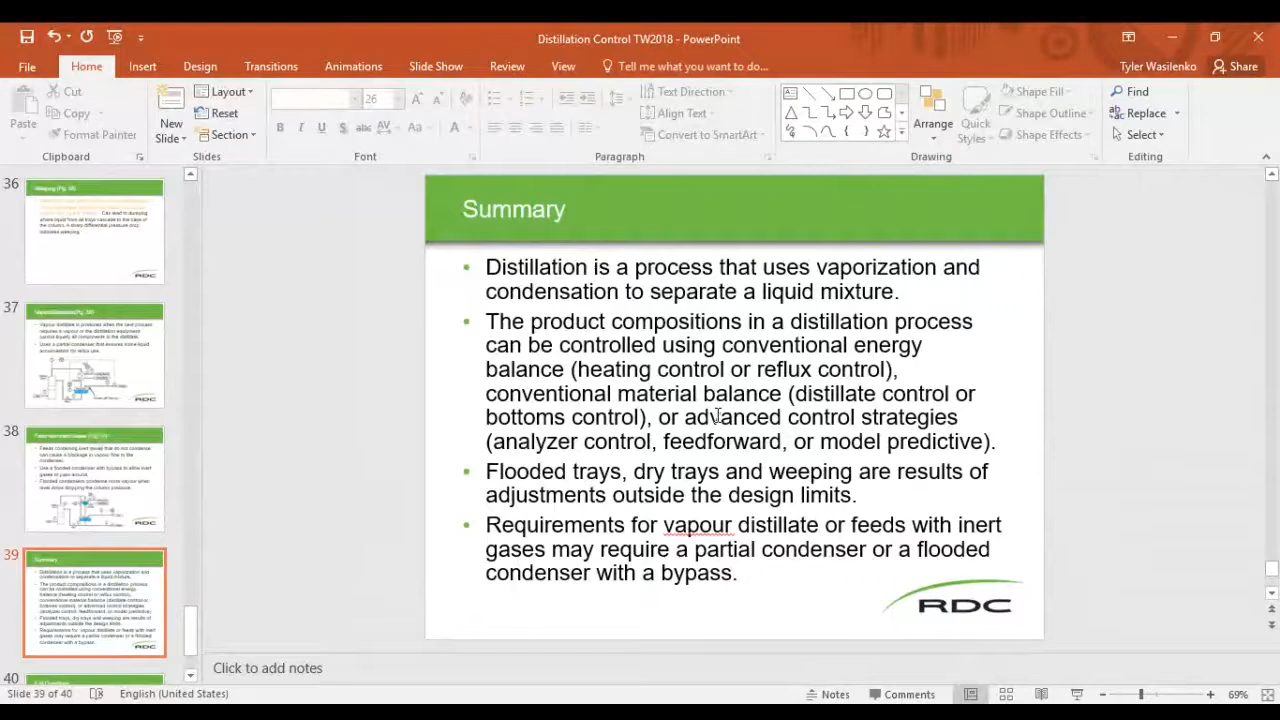 Distillation Control TW2018 - PowerPoint
File Home Insert Design Transitions Animations Slide Show Review View Tell me what you want to do... Tyler Wasilenko Share
Paste
Cut
Copy
Format Painter
Clipboard
New
Slide
Layout
Reset
Section
Slides
26
Font
Text Direction
Align Text
Convert to SmartArt
Paragraph
Arrange
Quick
Styles
Shape Fill
Shape Outline
Shape Effects
Drawing
Find
Replace
Select
Editing
36
37
38
39
Summary
40
Summary
• Distillation is a process that uses vaporization and
condensation to separate a liquid mixture.
• The product compositions in a distillation process
can be controlled using conventional energy
balance (heating control or reflux control),
conventional material balance (distillate control or
bottoms control), or advanced control strategies
(analyzer control, feedforward, or model predictive).
• Flooded trays, dry trays and weeping are results of
adjustments outside the design limits.
• Requirements for vapour distillate or feeds with inert
gases may require a partial condenser or a flooded
condenser with a bypass.
RDC
Click to add notes
Slide 39 of 40 English (United States) Notes Comments 69%